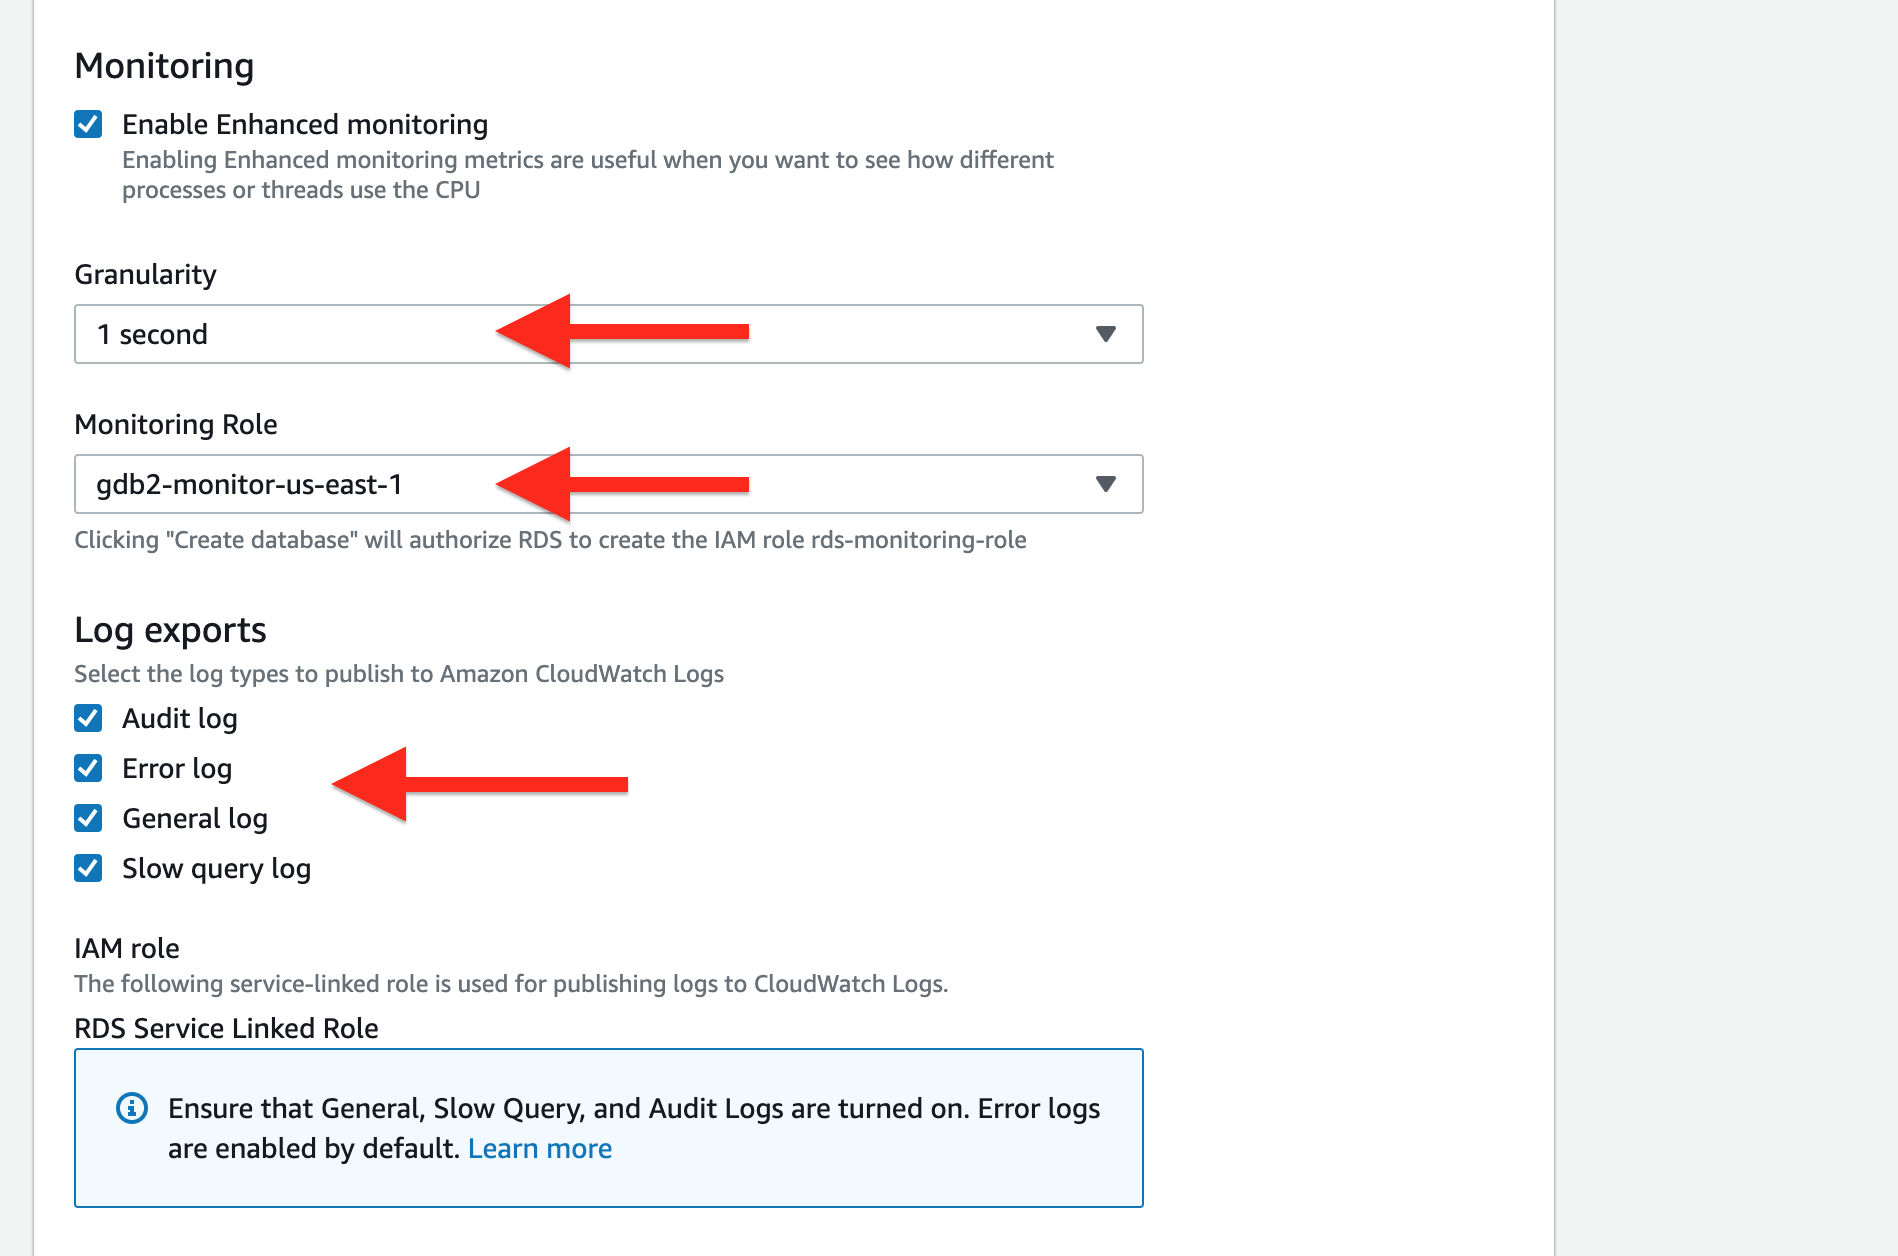 Monitoring
Enable Enhanced monitoring
Enabling Enhanced monitoring metrics are useful when you want to see how different
processes or threads use the CPU
Granularity
1 second
Monitoring Role
gdb2-monitor-us-east-1
Clicking "Create database" will authorize RDS to create the IAM role rds-monitoring-role
Log exports
Select the log types to publish to Amazon CloudWatch Logs
Audit log
Error log
General log
Slow query log
IAM role
The following service-linked role is used for publishing logs to CloudWatch Logs.
RDS Service Linked Role
Ensure that General, Slow Query, and Audit Logs are turned on. Error logs
are enabled by default. Learn more